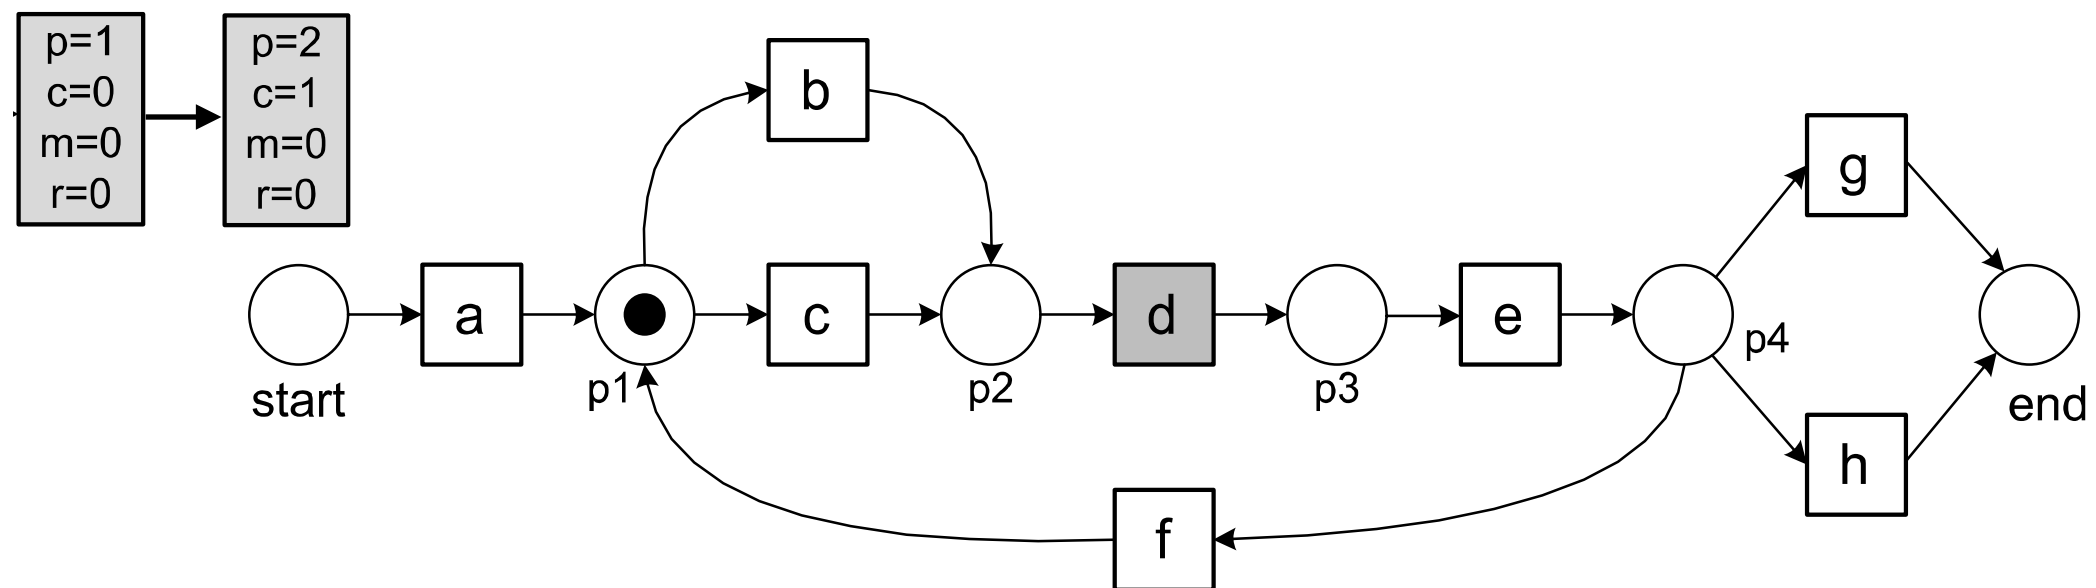 p=1
c=0
m=0
r=0
p=2
c=1
m=0
r=0
b
g
a
c
d
e
start
p1
p2
p3
p4
end
h
f